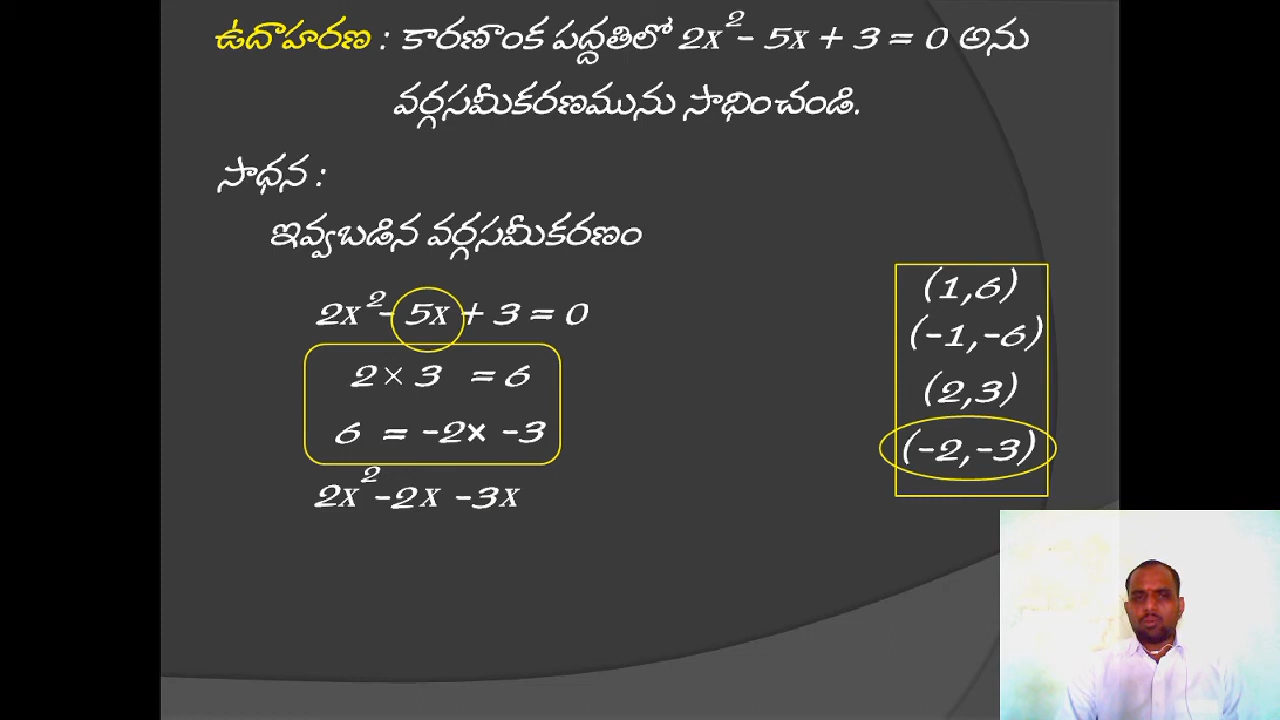 ఉదాహరణ : కారణాంక పద్దతిలో 2x² - 5x + 3 = 0 అను
వర్గసమీకరణమును సాధించండి.
సాధన :
ఇవ్వబడిన వర్గసమీకరణం
2x² - 5x + 3 = 0
2 × 3 = 6
6 = -2 × -3
2x² -2x -3x
(1,6)
(-1,-6)
(2,3)
(-2,-3)